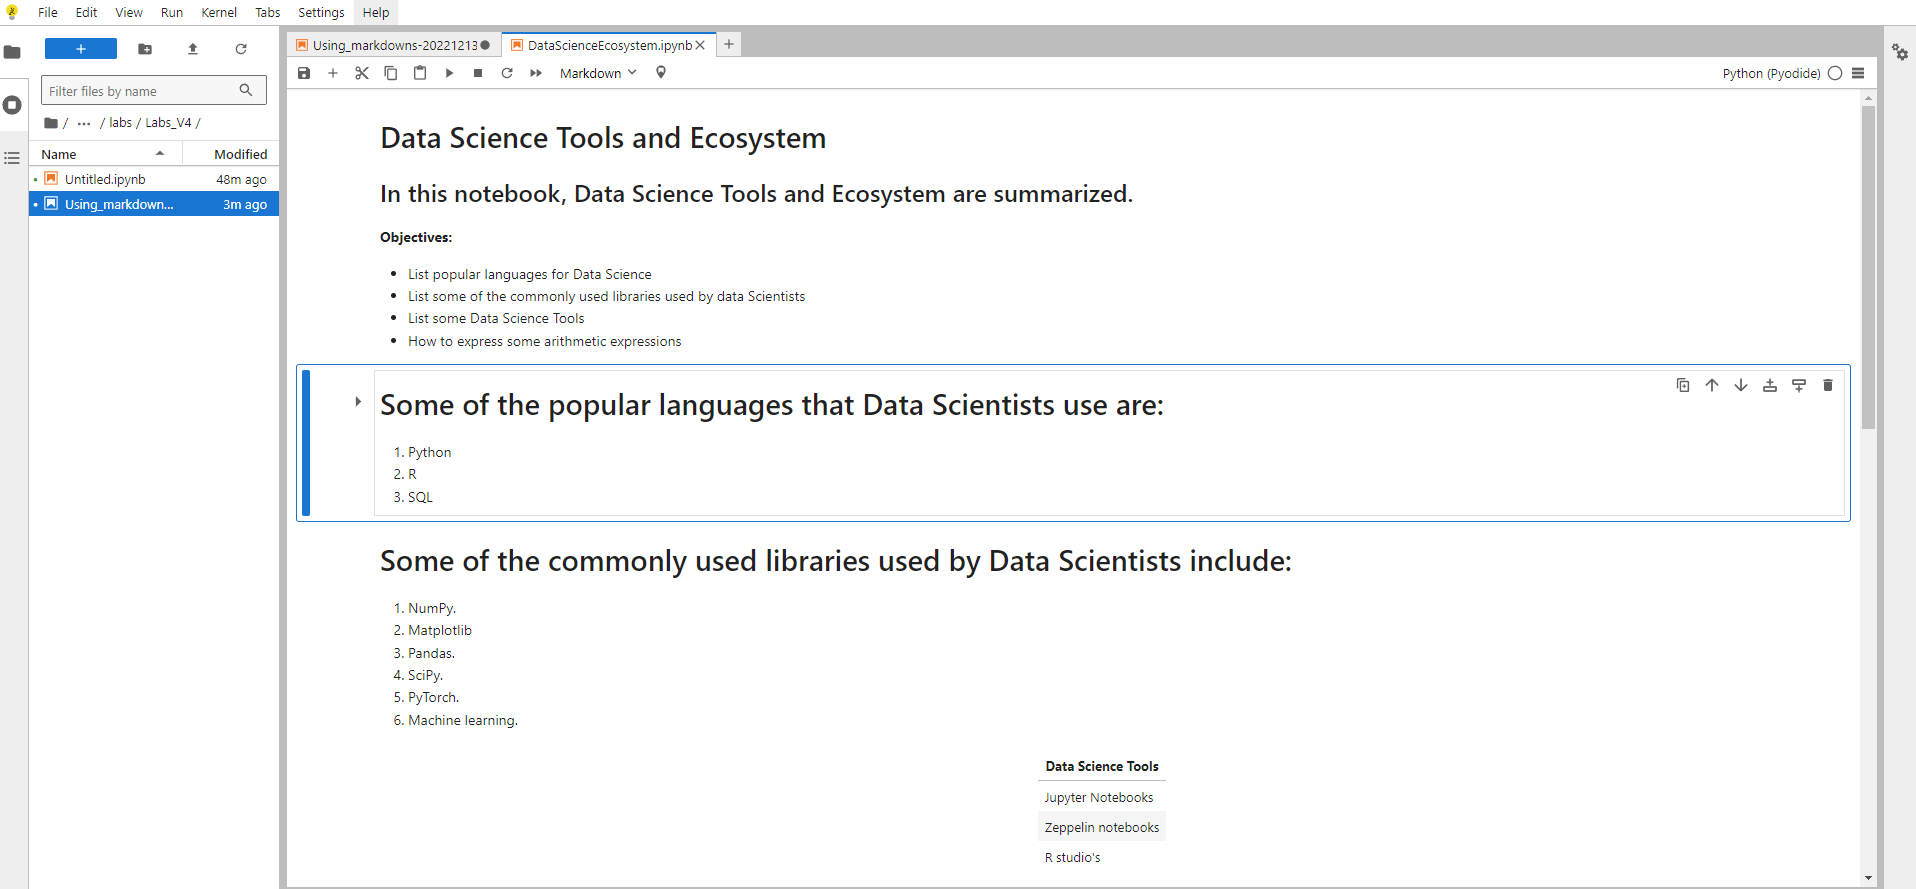 File Edit View Run Kernel Tabs Settings Help
Using_markdowns-20221213
DataScienceEcosystem.ipynb
Markdown
Python (Pyodide)
Filter files by name
/ ... / labs / Labs_V4 /
Name Modified
Untitled.ipynb 48m ago
Using_markdown... 3m ago
Data Science Tools and Ecosystem
In this notebook, Data Science Tools and Ecosystem are summarized.
Objectives:
• List popular languages for Data Science
• List some of the commonly used libraries used by data Scientists
• List some Data Science Tools
• How to express some arithmetic expressions
Some of the popular languages that Data Scientists use are:
1. Python
2. R
3. SQL
Some of the commonly used libraries used by Data Scientists include:
1. NumPy.
2. Matplotlib
3. Pandas.
4. SciPy.
5. PyTorch.
6. Machine learning.
Data Science Tools
Jupyter Notebooks
Zeppelin notebooks
R studio's